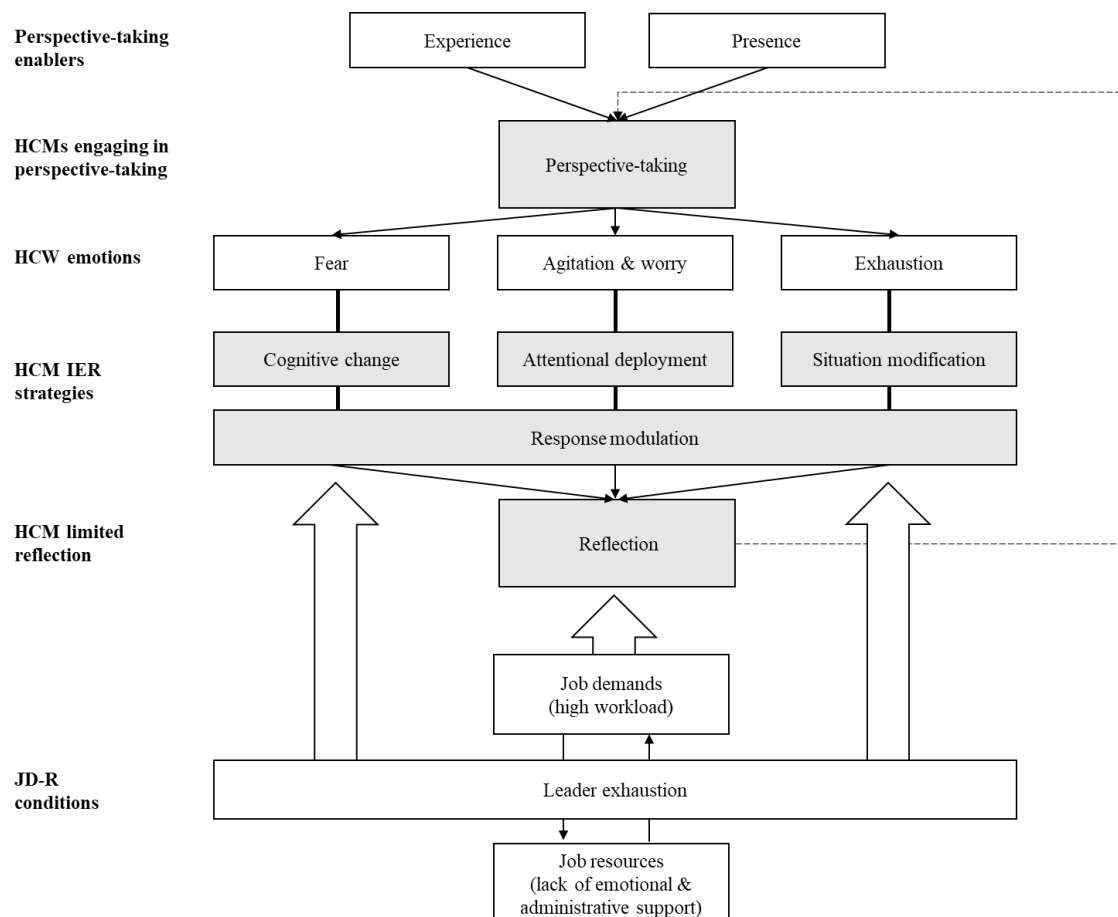 Perspective-taking
enablers
Experience
Presence
HCMs engaging in
perspective-taking
Perspective-taking
HCW emotions
Fear
Agitation & worry
Exhaustion
HCM IER
strategies
Cognitive change
Attentional deployment
Situation modification
Response modulation
HCM limited
reflection
Reflection
Job demands
(high workload)
JD-R
conditions
Leader exhaustion
Job resources
(lack of emotional &
administrative support)